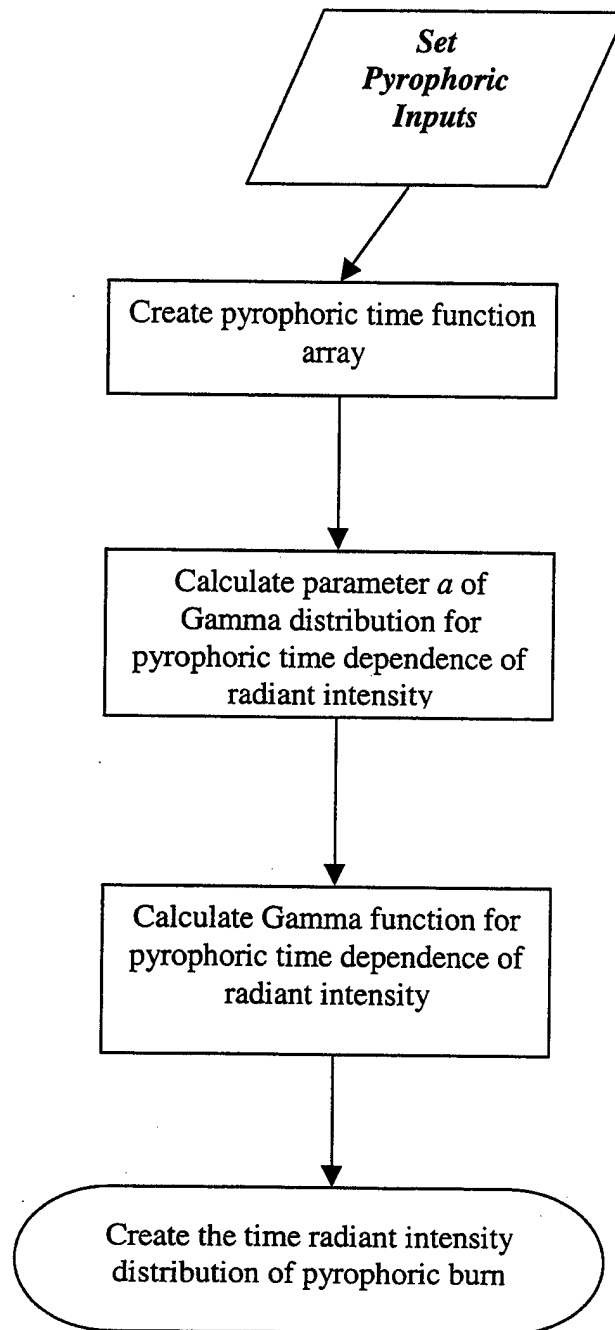 Set
Pyrophoric
Inputs
Create pyrophoric time function
array
Calculate parameter a of
Gamma distribution for
pyrophoric time dependence of
radiant intensity
Calculate Gamma function for
pyrophoric time dependence of
radiant intensity
Create the time radiant intensity
distribution of pyrophoric burn